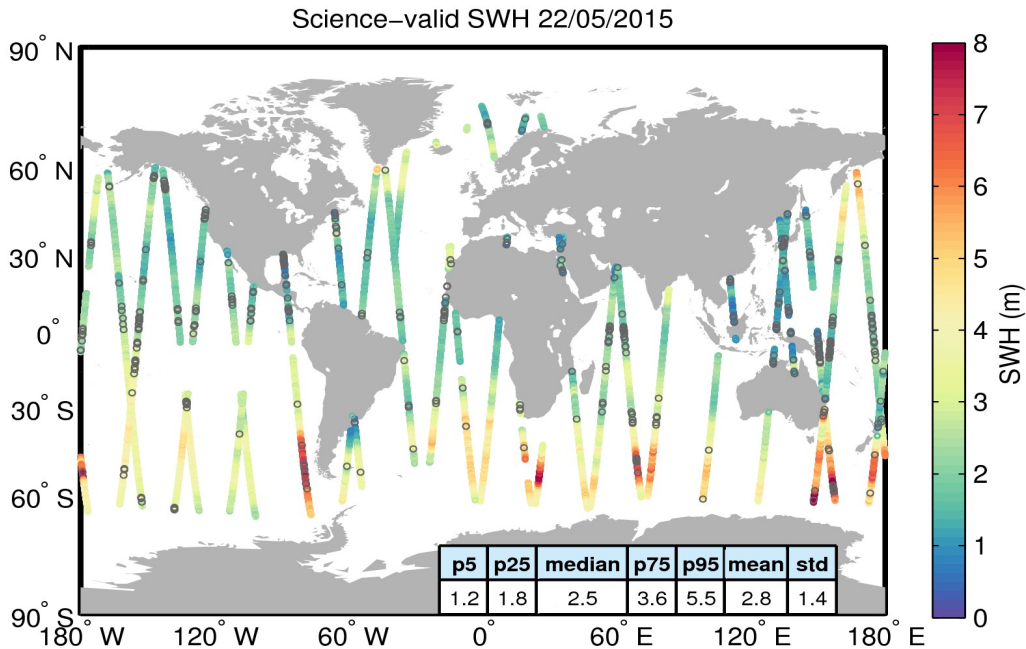 Science−valid SWH 22/05/2015
90° N
60° N
30° N
0°
30° S
60° S
90° S
180° W
120° W
60° W
0°
60° E
120° E
180° E
p5 p25 median p75 p95 mean std
1.2 1.8 2.5 3.6 5.5 2.8 1.4
8
7
6
5
4
3
2
1
0
SWH (m)